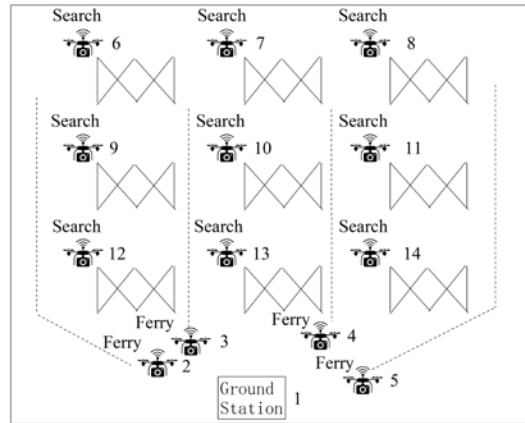 Search
6
Search
7
Search
8
Search
9
Search
10
Search
11
Search
12
Search
13
Search
14
Ferry
3
Ferry
2
Ferry
4
Ferry
5
Ground
Station
1